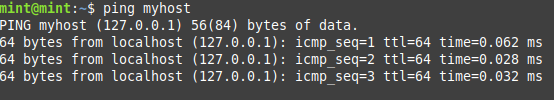 mint@mint:~$ ping myhost
PING myhost (127.0.0.1) 56(84) bytes of data.
64 bytes from localhost (127.0.0.1): icmp_seq=1 ttl=64 time=0.062 ms
64 bytes from localhost (127.0.0.1): icmp_seq=2 ttl=64 time=0.028 ms
64 bytes from localhost (127.0.0.1): icmp_seq=3 ttl=64 time=0.032 ms